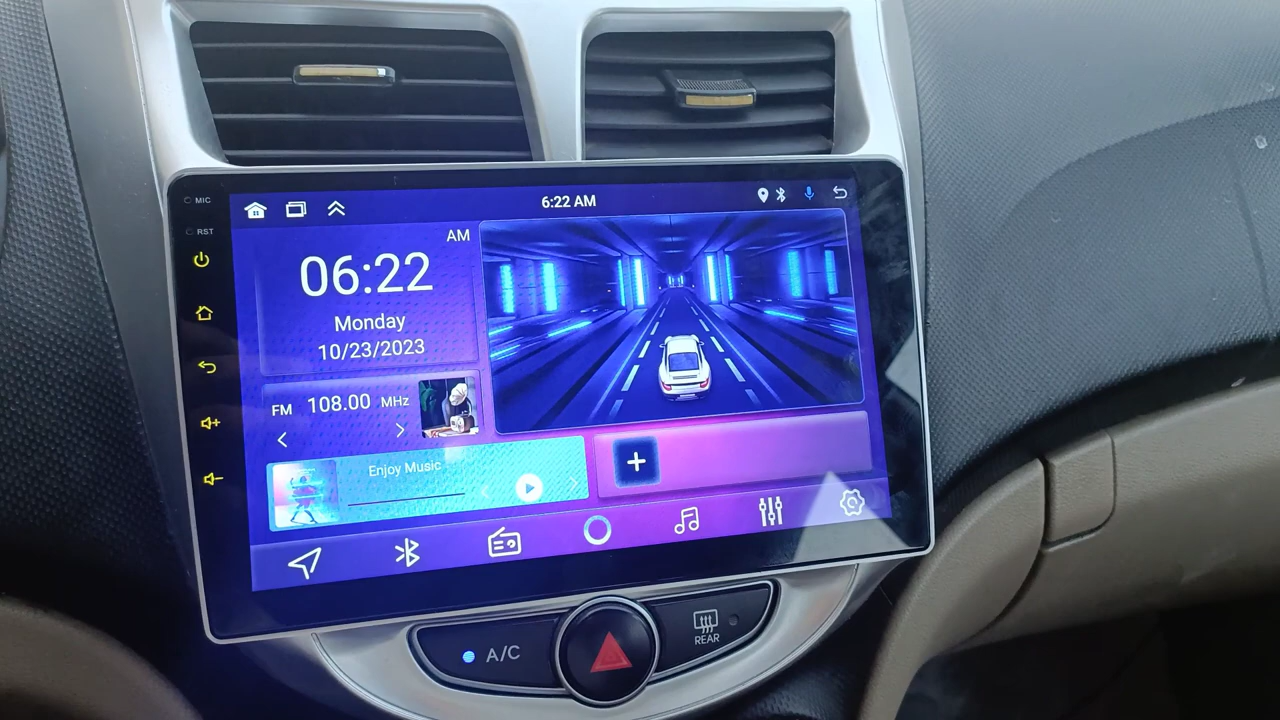 MIC
6:22 AM
RST
AM
06:22
Monday
10/23/2023
FM 108.00 MHz
Enjoy Music
A/C
REAR